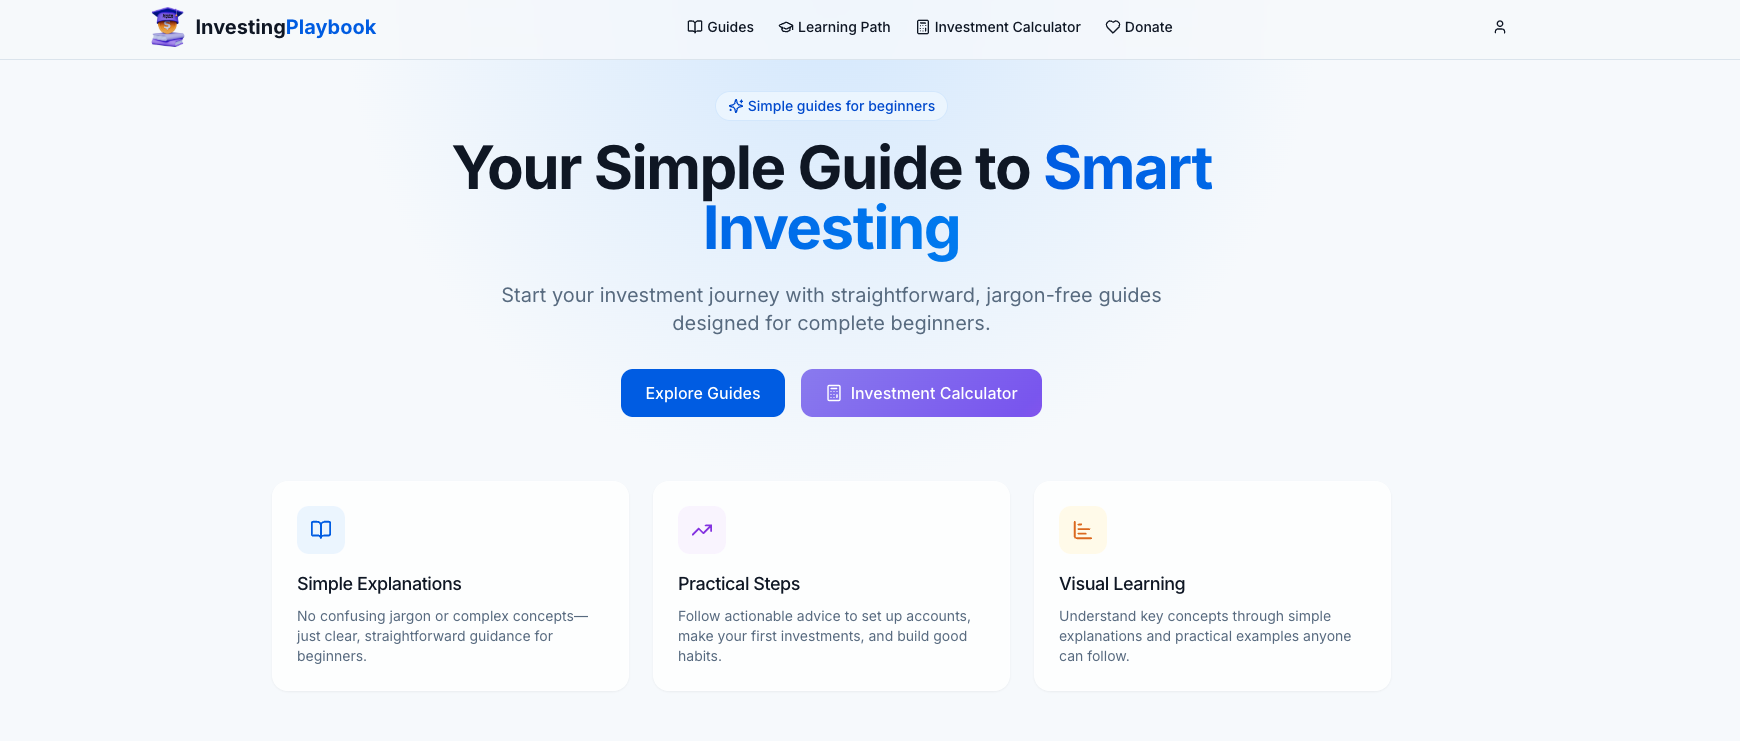 InvestingPlaybook
Guides
Learning Path
Investment Calculator
Donate
Simple guides for beginners
Your Simple Guide to Smart
Investing
Start your investment journey with straightforward, jargon-free guides
designed for complete beginners.
Explore Guides
Investment Calculator
Simple Explanations
No confusing jargon or complex concepts—
just clear, straightforward guidance for
beginners.
Practical Steps
Follow actionable advice to set up accounts,
make your first investments, and build good
habits.
Visual Learning
Understand key concepts through simple
explanations and practical examples anyone
can follow.